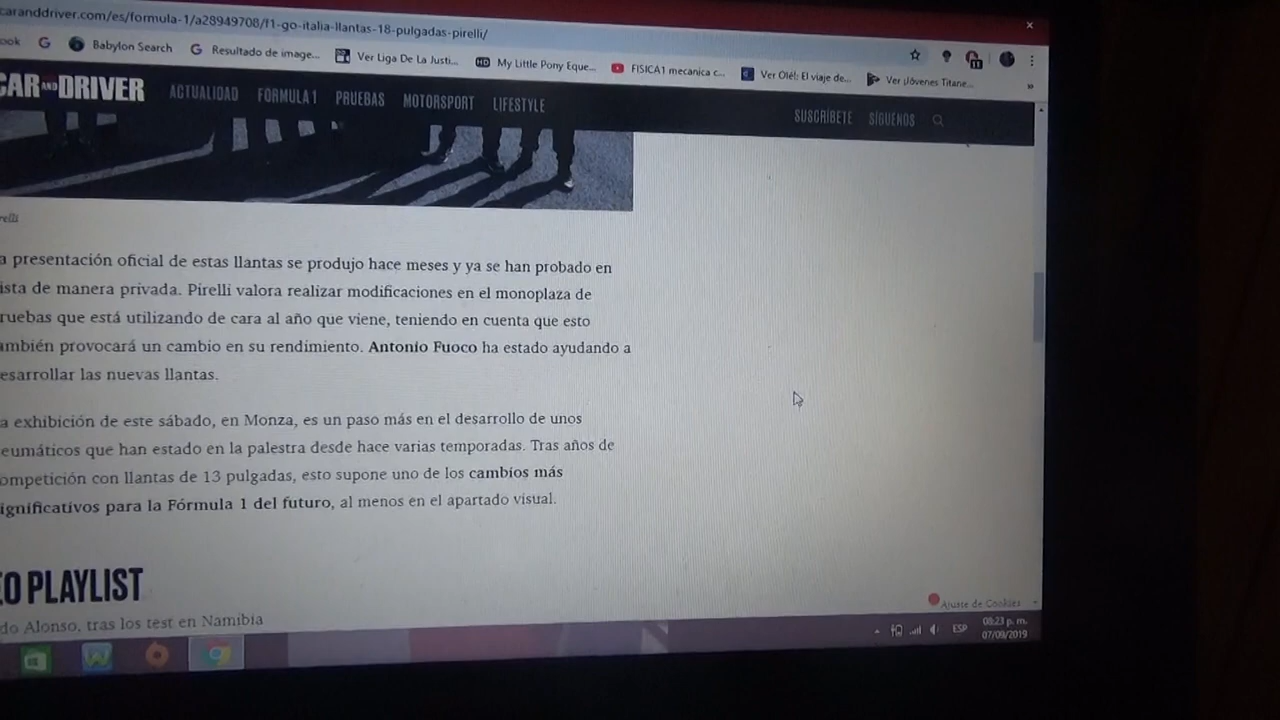 caranddriver.com/es/formula-1/a28949708/f1-go-italia-llantas-18-pulgadas-pirelli/
ook Babylon Search Resultado de image... Ver Liga De La Justi... HD My Little Pony Eque... FISICA1 mecanica c... Ver Olé!: El viaje de... Ver ¡Jóvenes Titane... »
CAR AND DRIVER ACTUALIDAD FÓRMULA 1 PRUEBAS MOTORSPORT LIFESTYLE SUSCRÍBETE SÍGUENOS
relli
a presentación oficial de estas llantas se produjo hace meses y ya se han probado en
ista de manera privada. Pirelli valora realizar modificaciones en el monoplaza de
ruebas que está utilizando de cara al año que viene, teniendo en cuenta que esto
ambién provocará un cambio en su rendimiento. Antonio Fuoco ha estado ayudando a
esarrollar las nuevas llantas.
a exhibición de este sábado, en Monza, es un paso más en el desarrollo de unos
eumáticos que han estado en la palestra desde hace varias temporadas. Tras años de
ompetición con llantas de 13 pulgadas, esto supone uno de los cambios más
ignificativos para la Fórmula 1 del futuro, al menos en el apartado visual.
EO PLAYLIST
do Alonso, tras los test en Namibia
Ajuste de Cookies
ESP 08:23 p. m.
07/09/2019